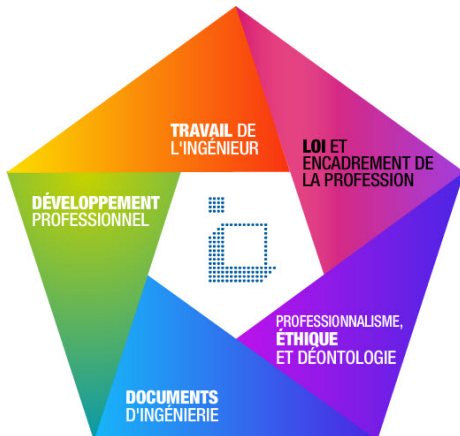 TRAVAIL DE
L'INGÉNIEUR
LOI ET
ENCADREMENT DE
LA PROFESSION
DÉVELOPPEMENT
PROFESSIONNEL
PROFESSIONNALISME,
ÉTHIQUE
ET DÉONTOLOGIE
DOCUMENTS
D'INGÉNIERIE